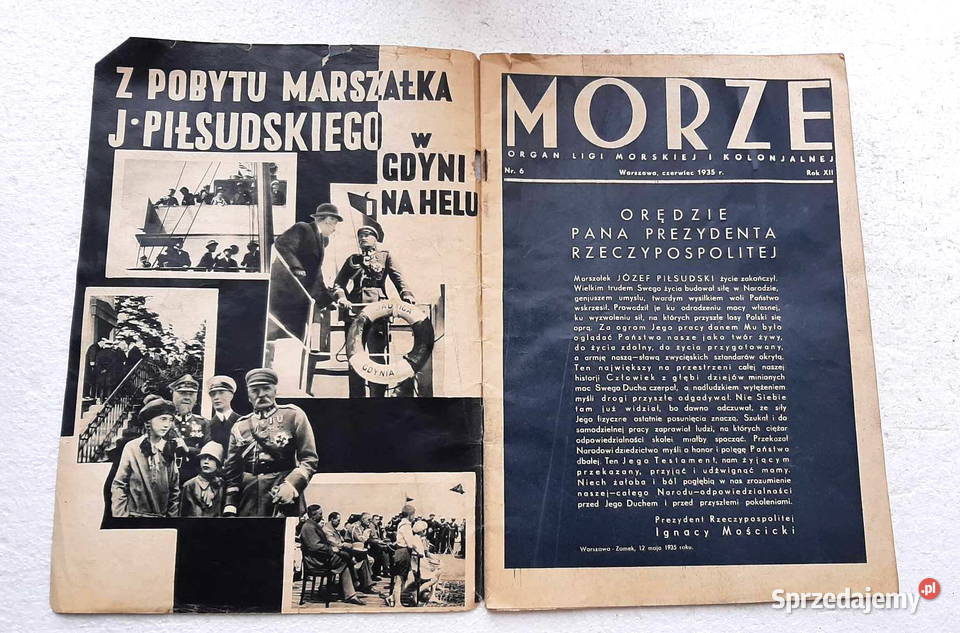 Z POBYTU MARSZAŁKA
J·PIŁSUDSKIEGO
w
GDYNI
NA HELU
GDYNIA
MORZE
ORGAN LIGI MORSKIEJ I KOLONJALNEJ
Nr. 6 Warszawa, czerwiec 1935 r. Rok XII
ORĘDZIE
PANA PREZYDENTA
RZECZYPOSPOLITEJ
Marszałek JÓZEF PIŁSUDSKI życie zakończył.
Wielkim trudem Swego życia budował siłę w Narodzie,
genjuszem umysłu, twardym wysiłkiem woli Państwo
wskrzesił. Prowadził je ku odrodzeniu mocy własnej,
ku wyzwoleniu sił, na których przyszłe losy Polski się
oprą. Za ogrom Jego pracy danem Mu było
oglądać Państwo nasze jako twór żywy,
do życia zdolny, do życia przygotowany,
a armię naszą—sławą zwycięskich sztandarów okrytą.
Ten największy na przestrzeni całej naszej
historji Człowiek z głębi dziejów minionych
moc Swego Ducha czerpał, a nadludzkiem wytężeniem
myśli drogi przyszłe odgadywał. Nie Siebie
tam już widział, bo dawno odczuwał, że siły
Jego fizyczne ostatnie posunięcia znaczą. Szukał i do
samodzielnej pracy zaprawiał ludzi, na których ciężar
odpowiedzialności skolei miałby spocząć. Przekazał
Narodowi dziedzictwo myśli o honor i potęgę Państwa
dbałej. Ten Jego Testament, nam żyjącym
przekazany, przyjąć i udźwignąć mamy.
Niech żałoba i ból pogłębią w nas zrozumienie
naszej—całego Narodu—odpowiedzialności
przed Jego Duchem i przed przyszłemi pokoleniami.
Prezydent Rzeczypospolitej
Ignacy Mościcki
Warszawa - Zamek, 12 maja 1935 roku.
Sprzedajemy.pl